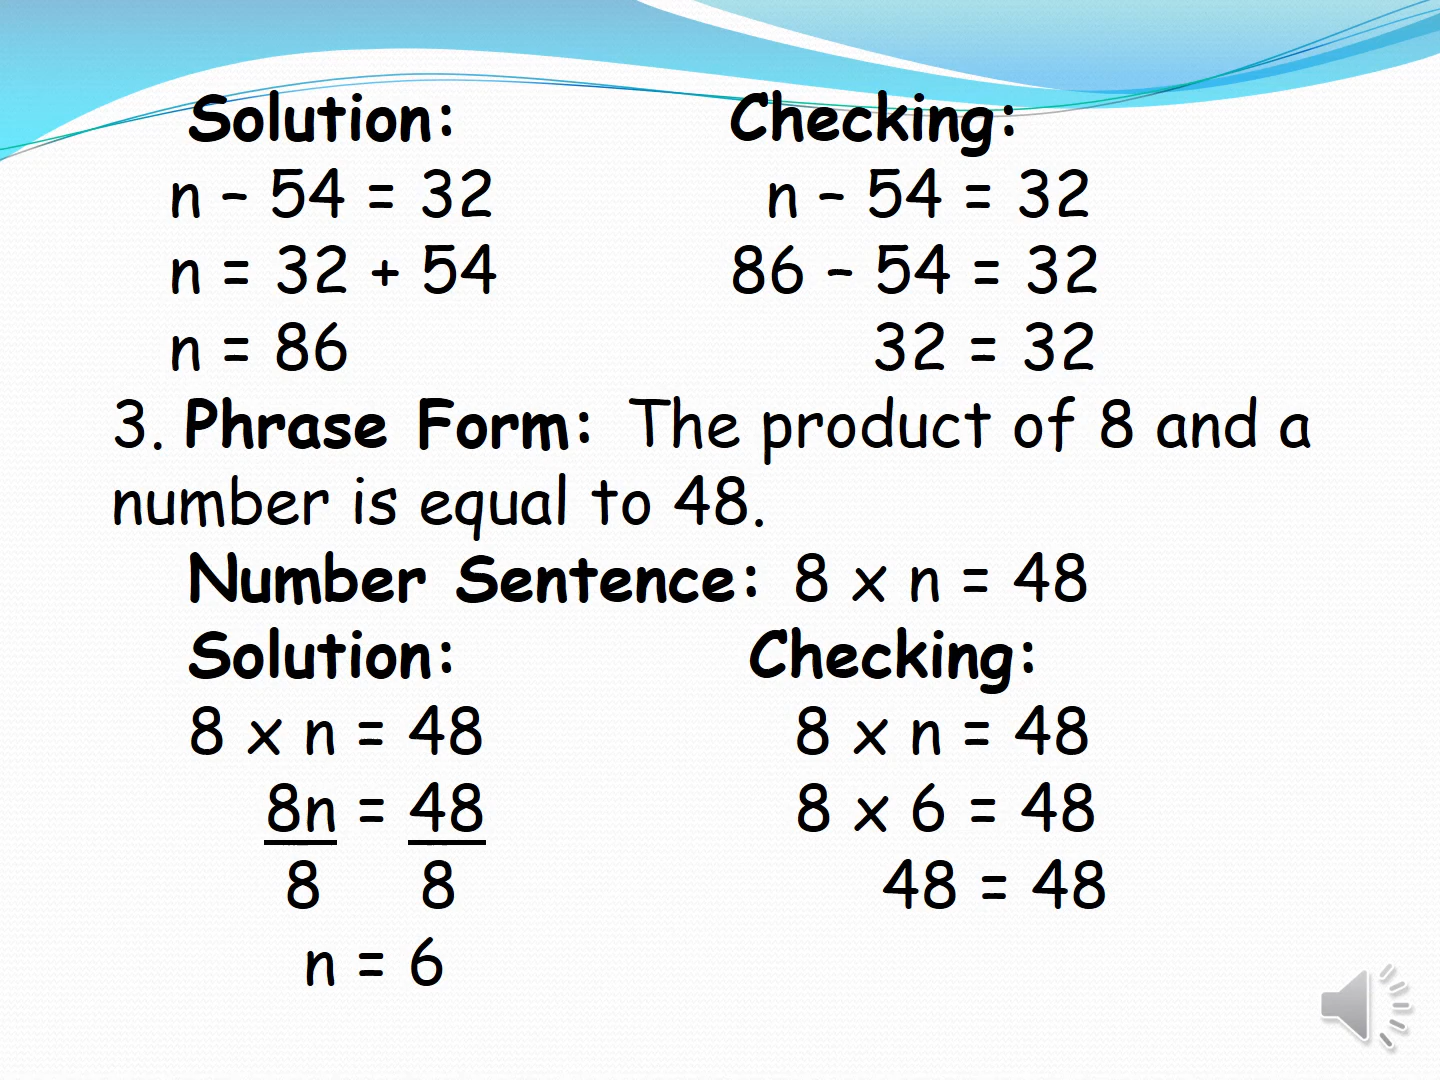 Solution: Checking:
n – 54 = 32 n – 54 = 32
n = 32 + 54 86 – 54 = 32
n = 86 32 = 32
3. Phrase Form: The product of 8 and a
number is equal to 48.
Number Sentence: 8 x n = 48
Solution: Checking:
8 x n = 48 8 x n = 48
8n = 48 8 x 6 = 48
8 8 48 = 48
n = 6